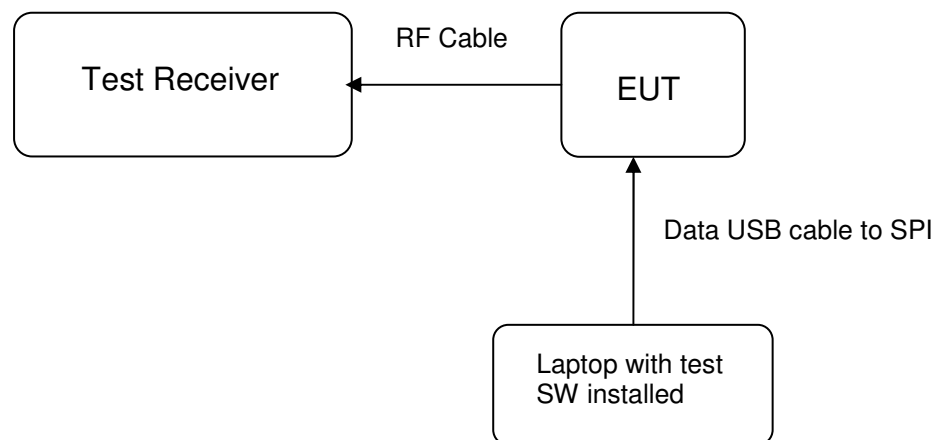 RF Cable
Test Receiver
EUT
Data USB cable to SPI
Laptop with test
SW installed